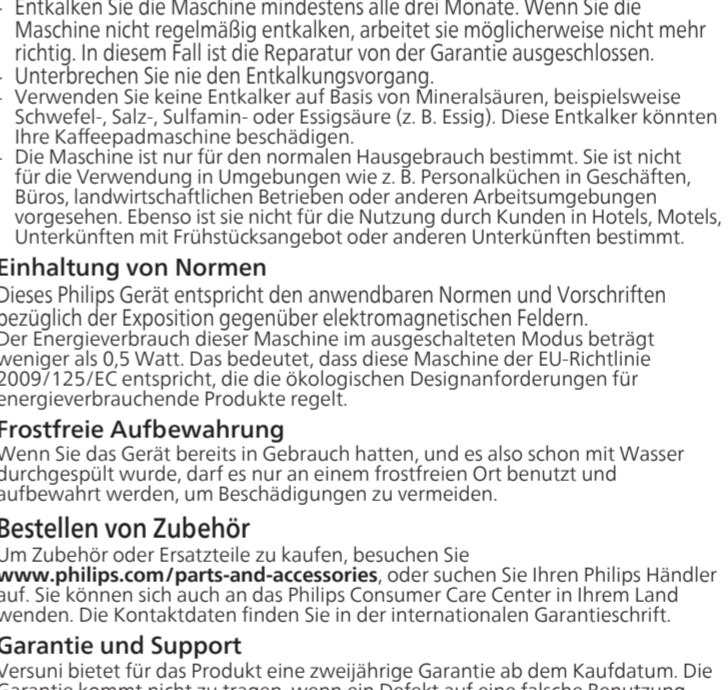 - Entkalken Sie die Maschine mindestens alle drei Monate. Wenn Sie die
Maschine nicht regelmäßig entkalken, arbeitet sie möglicherweise nicht mehr
richtig. In diesem Fall ist die Reparatur von der Garantie ausgeschlossen.
- Unterbrechen Sie nie den Entkalkungsvorgang.
- Verwenden Sie keine Entkalker auf Basis von Mineralsäuren, beispielsweise
Schwefel-, Salz-, Sulfamin- oder Essigsäure (z. B. Essig). Diese Entkalker könnten
Ihre Kaffeepadmaschine beschädigen.
- Die Maschine ist nur für den normalen Hausgebrauch bestimmt. Sie ist nicht
für die Verwendung in Umgebungen wie z. B. Personalküchen in Geschäften,
Büros, landwirtschaftlichen Betrieben oder anderen Arbeitsumgebungen
vorgesehen. Ebenso ist sie nicht für die Nutzung durch Kunden in Hotels, Motels,
Unterkünften mit Frühstücksangebot oder anderen Unterkünften bestimmt.
Einhaltung von Normen
Dieses Philips Gerät entspricht den anwendbaren Normen und Vorschriften
bezüglich der Exposition gegenüber elektromagnetischen Feldern.
Der Energieverbrauch dieser Maschine im ausgeschalteten Modus beträgt
weniger als 0,5 Watt. Das bedeutet, dass diese Maschine der EU-Richtlinie
2009/125/EC entspricht, die die ökologischen Designanforderungen für
energieverbrauchende Produkte regelt.
Frostfreie Aufbewahrung
Wenn Sie das Gerät bereits in Gebrauch hatten, und es also schon mit Wasser
durchgespült wurde, darf es nur an einem frostfreien Ort benutzt und
aufbewahrt werden, um Beschädigungen zu vermeiden.
Bestellen von Zubehör
Um Zubehör oder Ersatzteile zu kaufen, besuchen Sie
www.philips.com/parts-and-accessories, oder suchen Sie Ihren Philips Händler
auf. Sie können sich auch an das Philips Consumer Care Center in Ihrem Land
wenden. Die Kontaktdaten finden Sie in der internationalen Garantieschrift.
Garantie und Support
Versuni bietet für das Produkt eine zweijährige Garantie ab dem Kaufdatum. Die
Garantie kommt nicht zu tragen, wenn ein Defekt auf eine falsche Benutzung